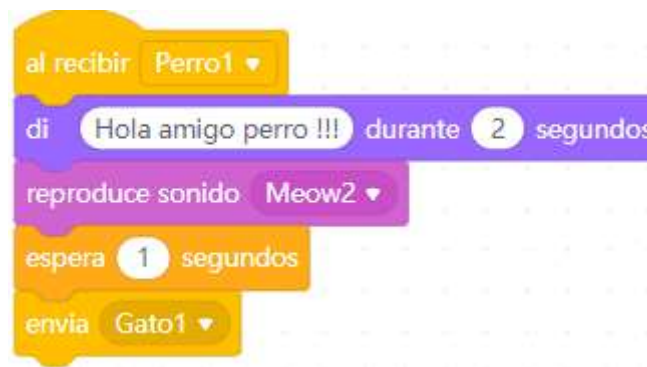 al recibir Perro1
di Hola amigo perro !!! durante 2 segundos
reproduce sonido Meow2
espera 1 segundos
envia Gato1